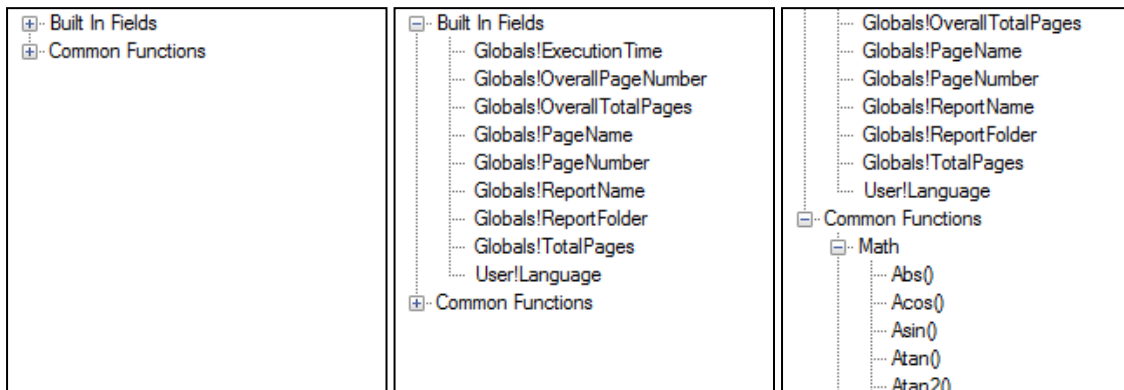 Built In Fields
Common Functions
Built In Fields
Globals!ExecutionTime
Globals!OverallPageNumber
Globals!OverallTotalPages
Globals!PageName
Globals!PageNumber
Globals!ReportName
Globals!ReportFolder
Globals!TotalPages
User!Language
Common Functions
Globals!OverallTotalPages
Globals!PageName
Globals!PageNumber
Globals!ReportName
Globals!ReportFolder
Globals!TotalPages
User!Language
Common Functions
Math
Abs()
Acos()
Asin()
Atan()
Atan2()